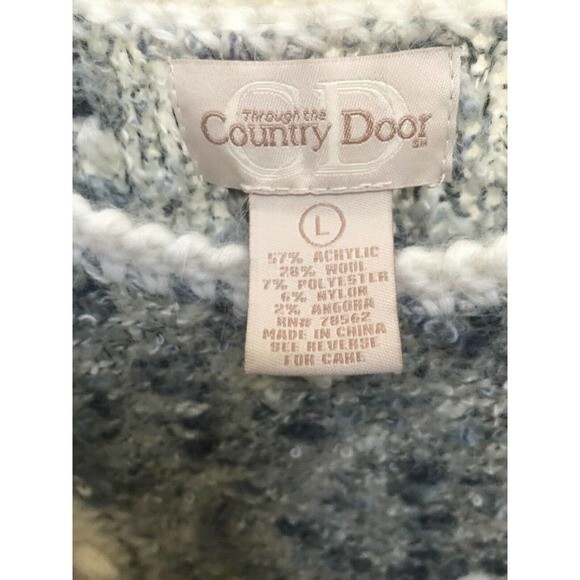 CD
Through the
Country Door
SM
L
57% ACRYLIC
28% WOOL
7% POLYESTER
6% NYLON
2% ANGORA
RN# 78562
MADE IN CHINA
SEE REVERSE
FOR CARE